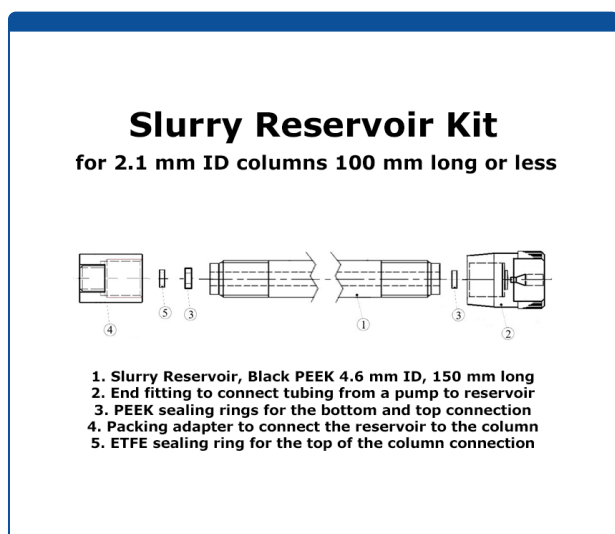 Slurry Reservoir Kit
for 2.1 mm ID columns 100 mm long or less
4
5
3
1
3
2
1. Slurry Reservoir, Black PEEK 4.6 mm ID, 150 mm long
2. End fitting to connect tubing from a pump to reservoir
3. PEEK sealing rings for the bottom and top connection
4. Packing adapter to connect the reservoir to the column
5. ETFE sealing ring for the top of the column connection